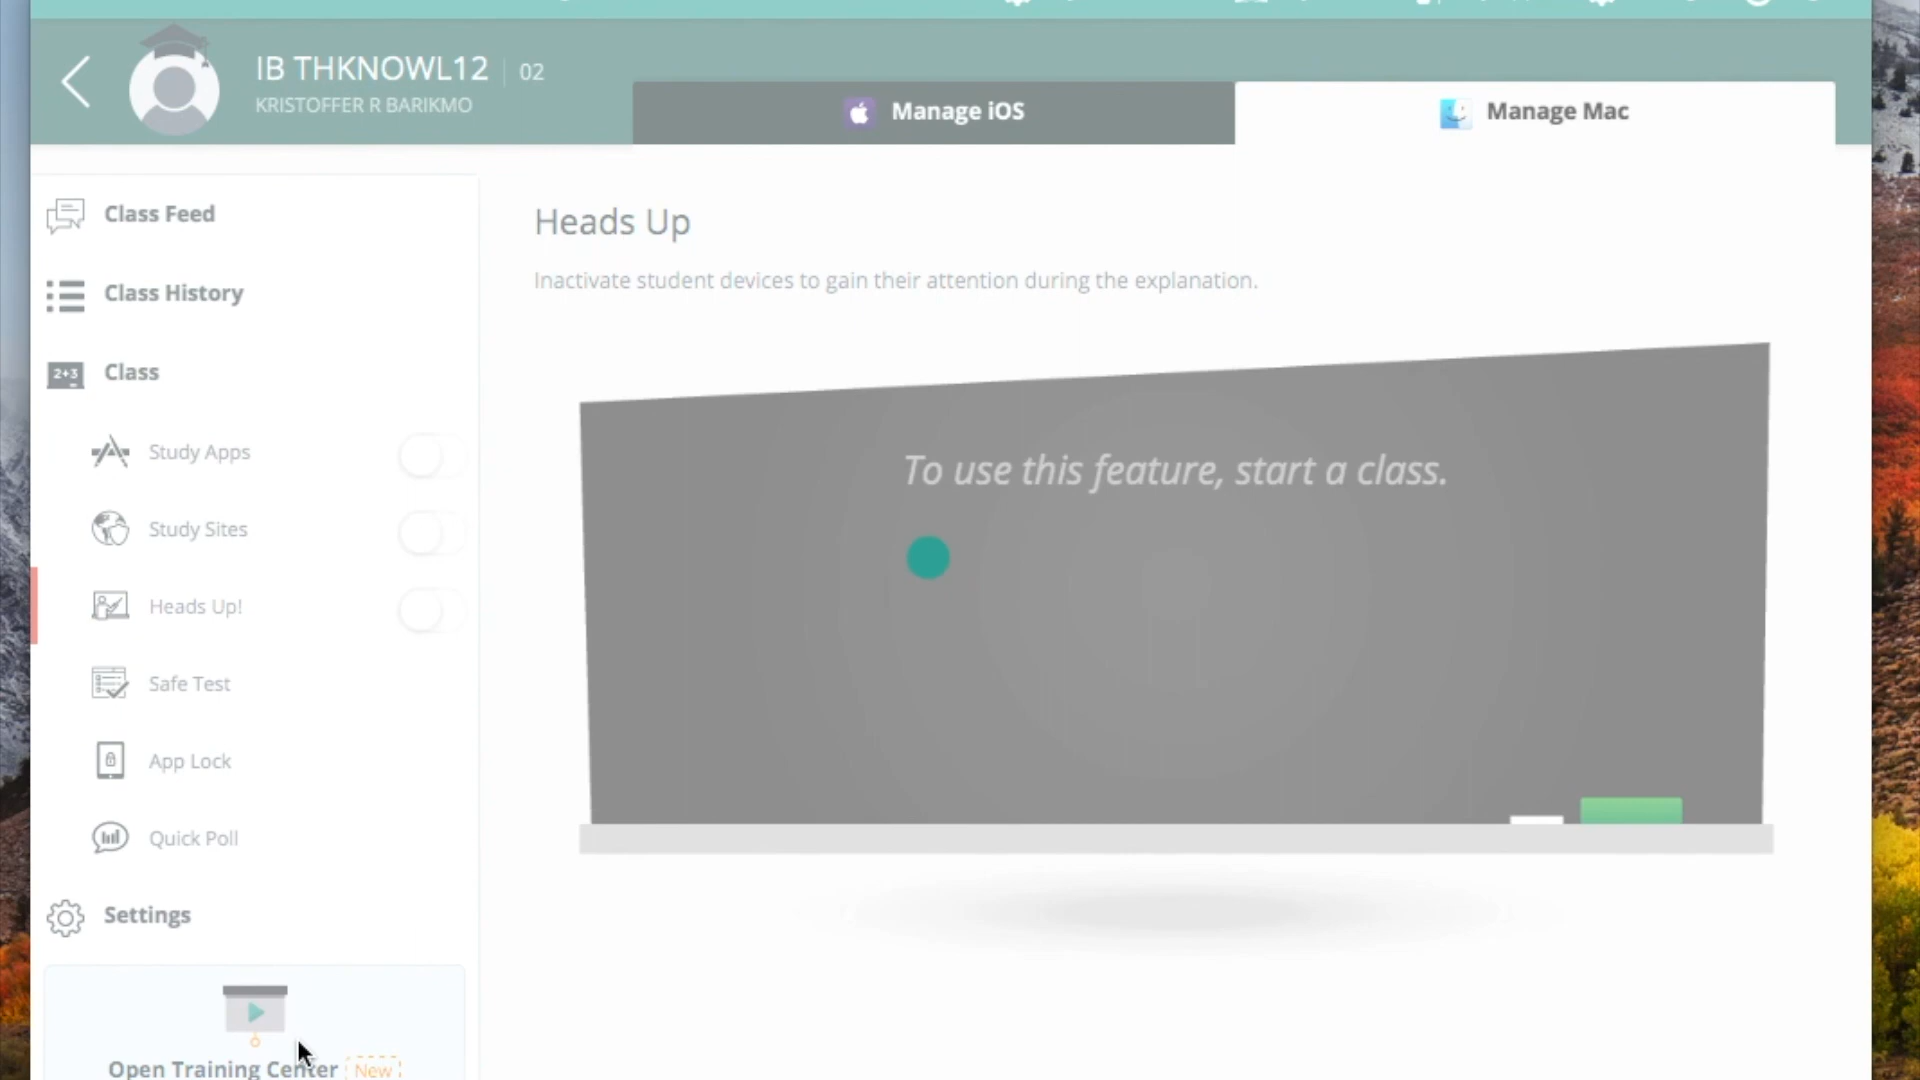 IB THKNOWL12 | 02
KRISTOFFER R BARIKMO
Manage iOS
Manage Mac
Class Feed
Class History
2+3
Class
Study Apps
Study Sites
Heads Up!
Safe Test
App Lock
Quick Poll
Settings
Open Training Center New
Heads Up
Inactivate student devices to gain their attention during the explanation.
To use this feature, start a class.